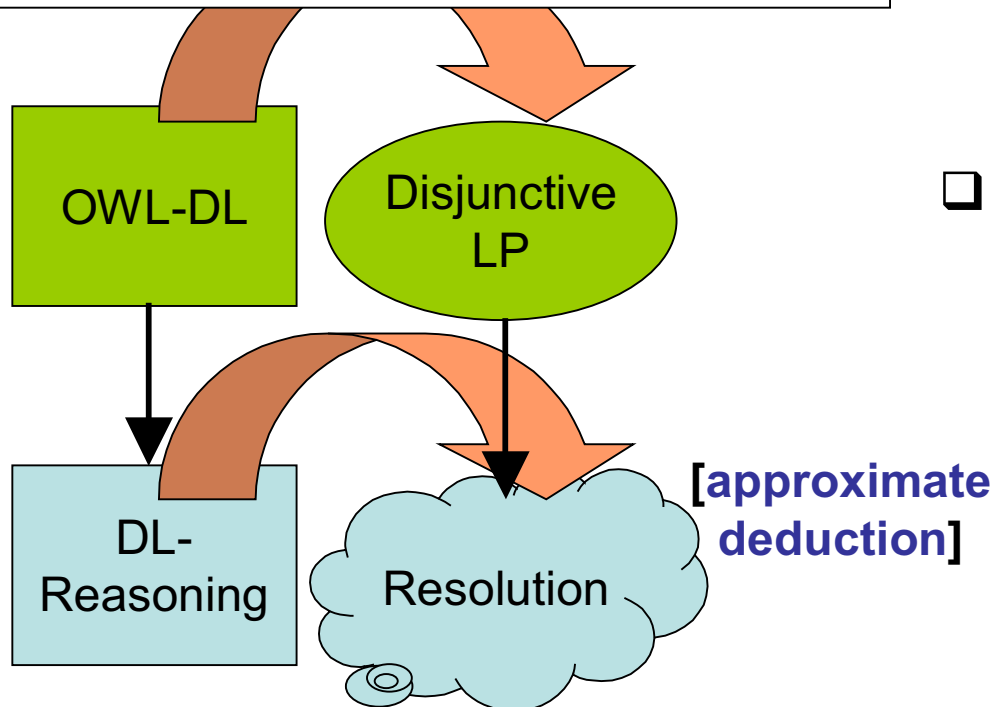 OWL-DL
Disjunctive
LP
DL-
Reasoning
Resolution
[approximate
deduction]